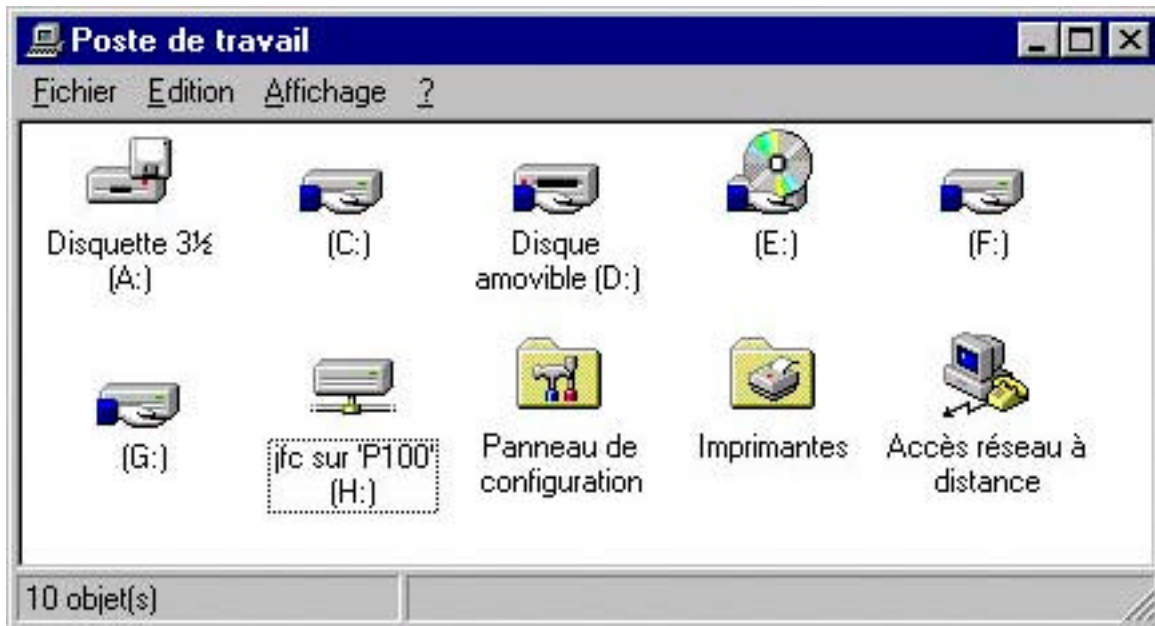 Poste de travail
Fichier Edition Affichage ?
Disquette 3½
(A:)
(C:)
Disque
amovible (D:)
(E:)
(F:)
(G:)
jfc sur 'P100'
(H:)
Panneau de
configuration
Imprimantes
Accès réseau à
distance
10 objet(s)